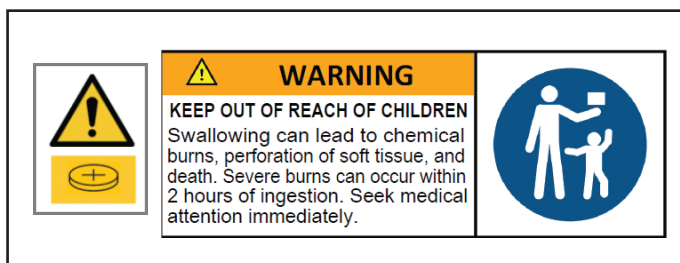 WARNING
KEEP OUT OF REACH OF CHILDREN
Swallowing can lead to chemical
burns, perforation of soft tissue, and
death. Severe burns can occur within
2 hours of ingestion. Seek medical
attention immediately.